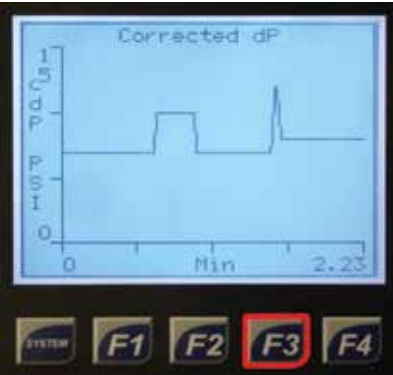 Corrected dP
15
CdP PSI
0
0 Min 2.23
SYSTEM F1 F2 F3 F4